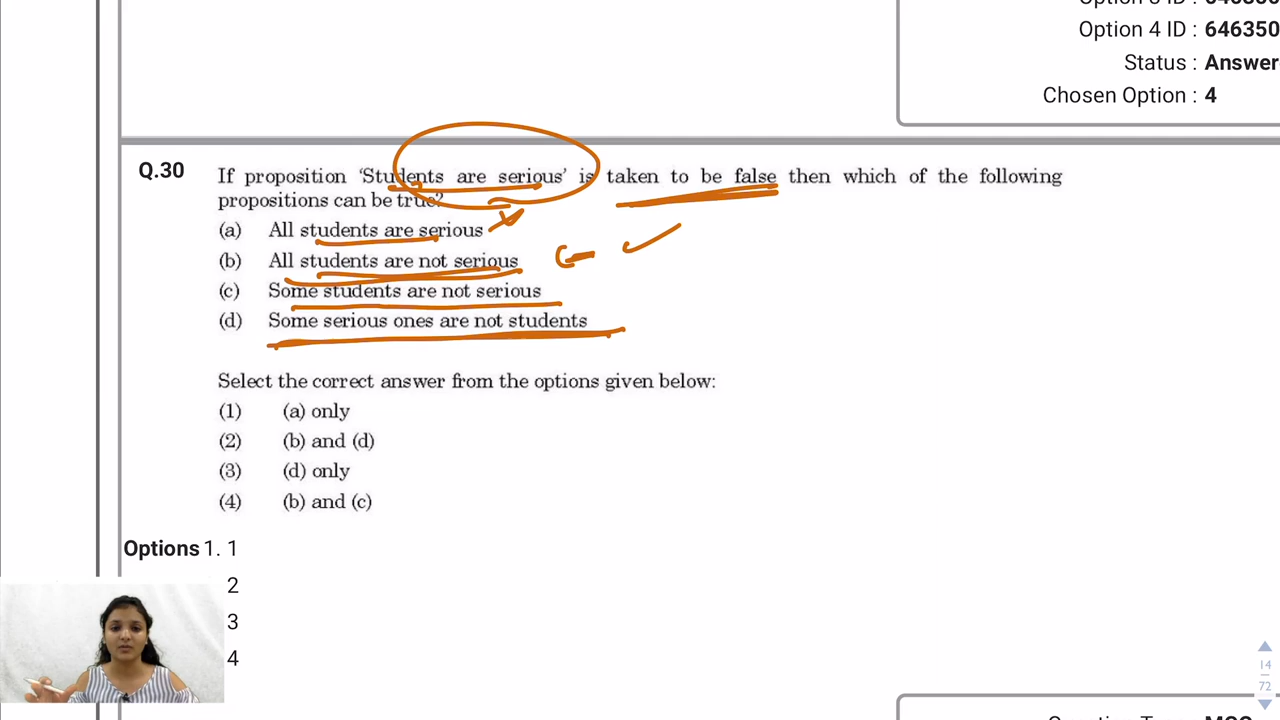 Option 4 ID : 646350
Status : Answer
Chosen Option : 4
Q.30 If proposition 'Students are serious' is taken to be false then which of the following
propositions can be true?
(a) All students are serious
(b) All students are not serious
(c) Some students are not serious
(d) Some serious ones are not students
Select the correct answer from the options given below:
(1) (a) only
(2) (b) and (d)
(3) (d) only
(4) (b) and (c)
Options 1. 1
2
3
4
14
72